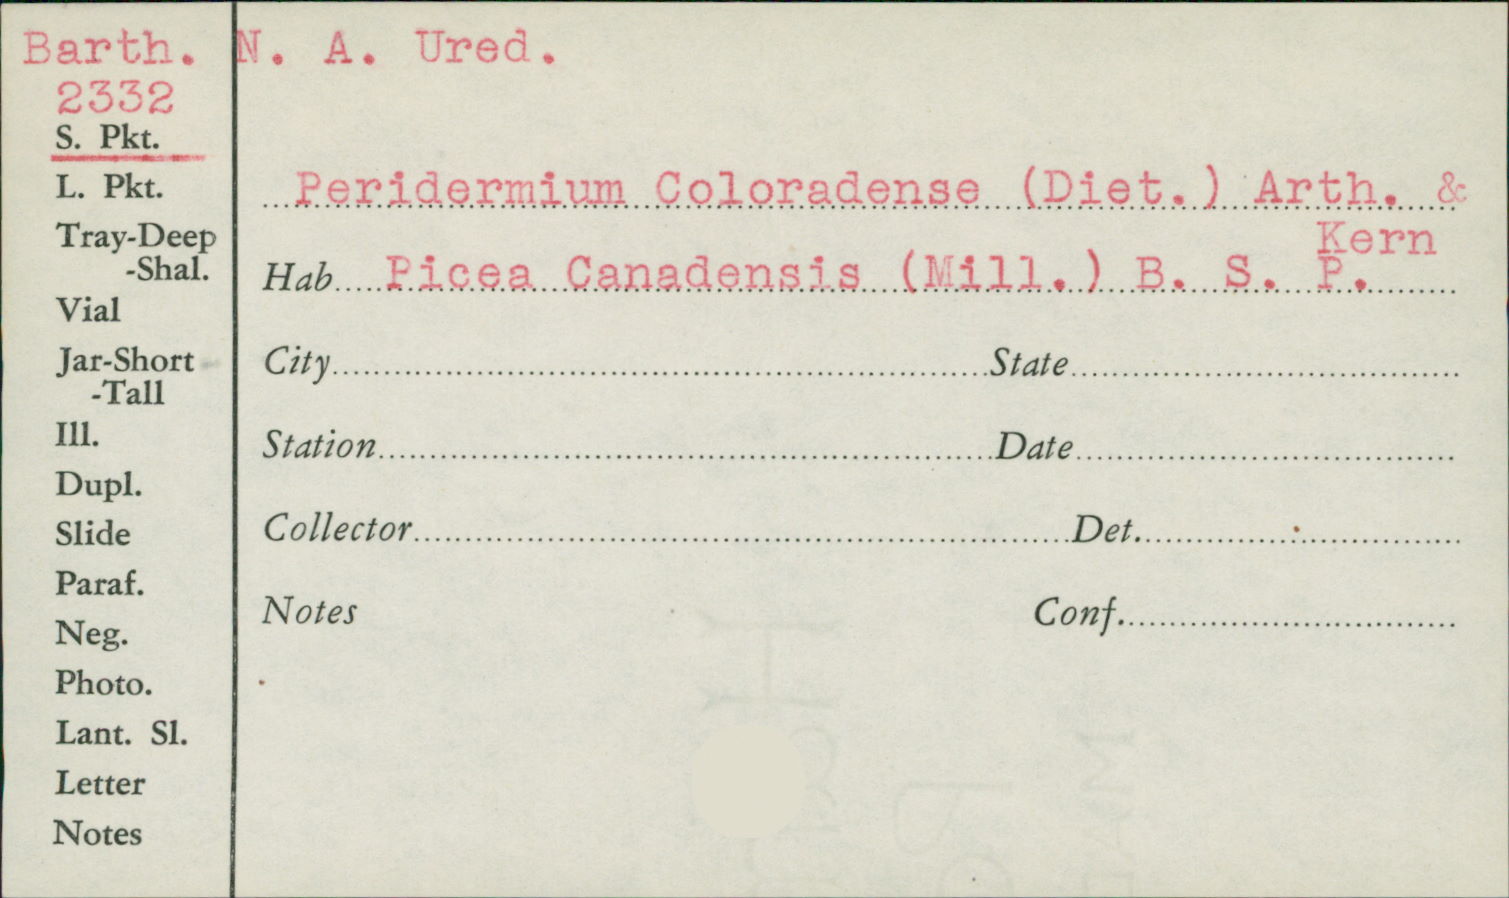 Barth. N. A. Ured.
2332
S. Pkt.
L. Pkt.
Tray-Deep
-Shal.
Vial
Jar-Short
-Tall
Ill.
Dupl.
Slide
Paraf.
Neg.
Photo.
Lant. Sl.
Letter
Notes
Peridermium Coloradense (Diet.) Arth. &
Kern
Hab. Picea Canadensis (Mill.) B. S. P.
City State
Station Date
Collector Det.
Notes Conf.